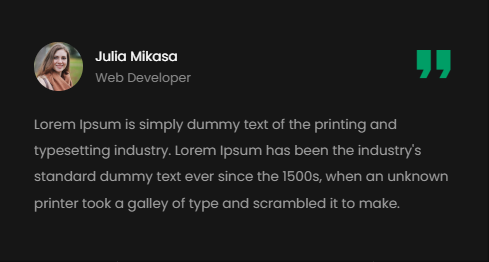 Julia Mikasa
Web Developer
Lorem Ipsum is simply dummy text of the printing and
typesetting industry. Lorem Ipsum has been the industry's
standard dummy text ever since the 1500s, when an unknown
printer took a galley of type and scrambled it to make.